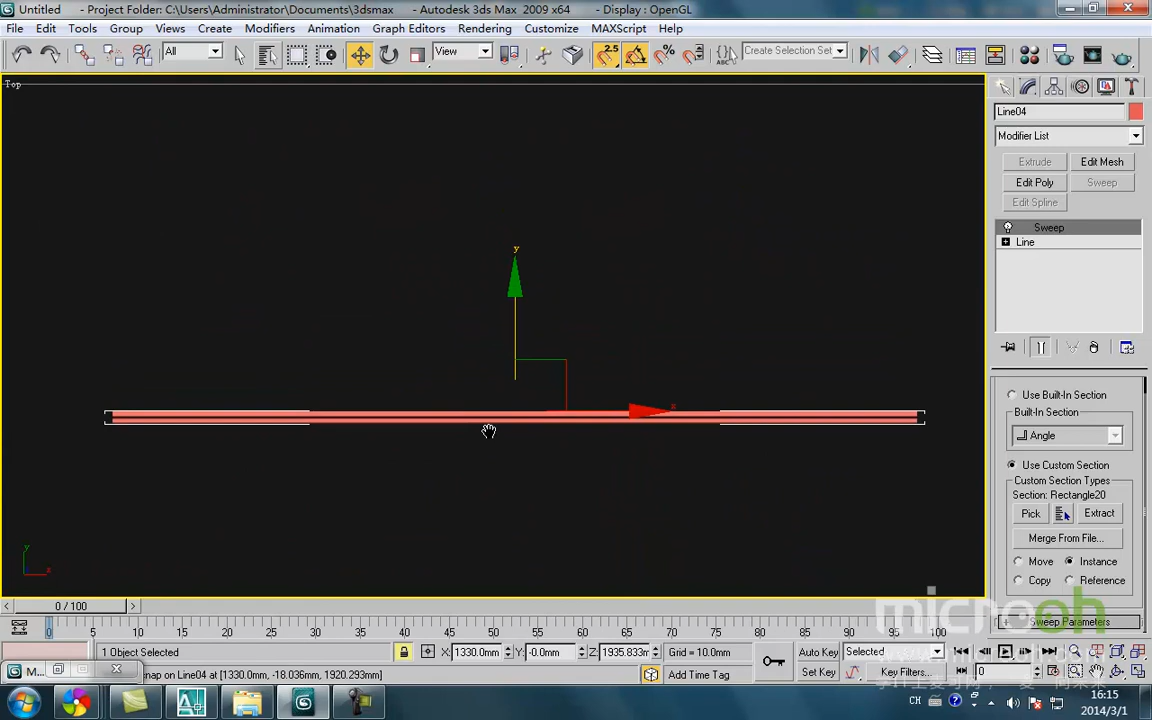 Untitled - Project Folder: C:\Users\Administrator\Documents\3dsmax - Autodesk 3ds Max 2009 x64 - Display : OpenGL
File Edit Tools Group Views Create Modifiers Animation Graph Editors Rendering Customize MAXScript Help
All View 2.5 Create Selection Set
Top
Line04
Modifier List
Extrude Edit Mesh
Edit Poly Sweep
Edit Spline
Sweep
Line
y
x
Use Built-In Section
Built-In Section
Angle
Use Custom Section
Custom Section Types
Section: Rectangle20
Pick Extract
Merge From File...
Move Instance
Copy Reference
Sweep Parameters
y
x
microoh
0 / 100
0 5 10 15 20 25 30 35 40 45 50 55 60 65 70 75 80 85 90 95 100
1 Object Selected X: 1330.0mm Y: -0.0mm Z: 1935.833m Grid = 10.0mm Auto Key Selected
M... nap on Line04 at [1330.0mm, -18.036mm, 1920.293mm] Add Time Tag Set Key Key Filters... 0
CH 16:15
2014/3/1